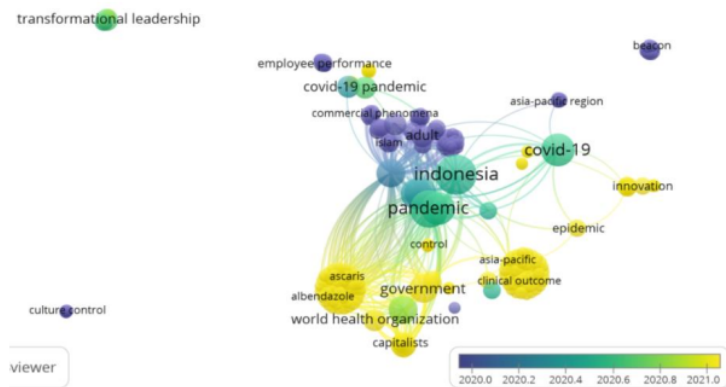 transformational leadership
beacon
employee performance
covid-19 pandemic
asia-pacific region
commercial phenomena
adult
islam
covid-19
indonesia
innovation
pandemic
epidemic
control
asia-pacific
ascaris
clinical outcome
government
albendazole
culture control
world health organization
capitalists
viewer
2020.0 2020.2 2020.4 2020.6 2020.8 2021.0